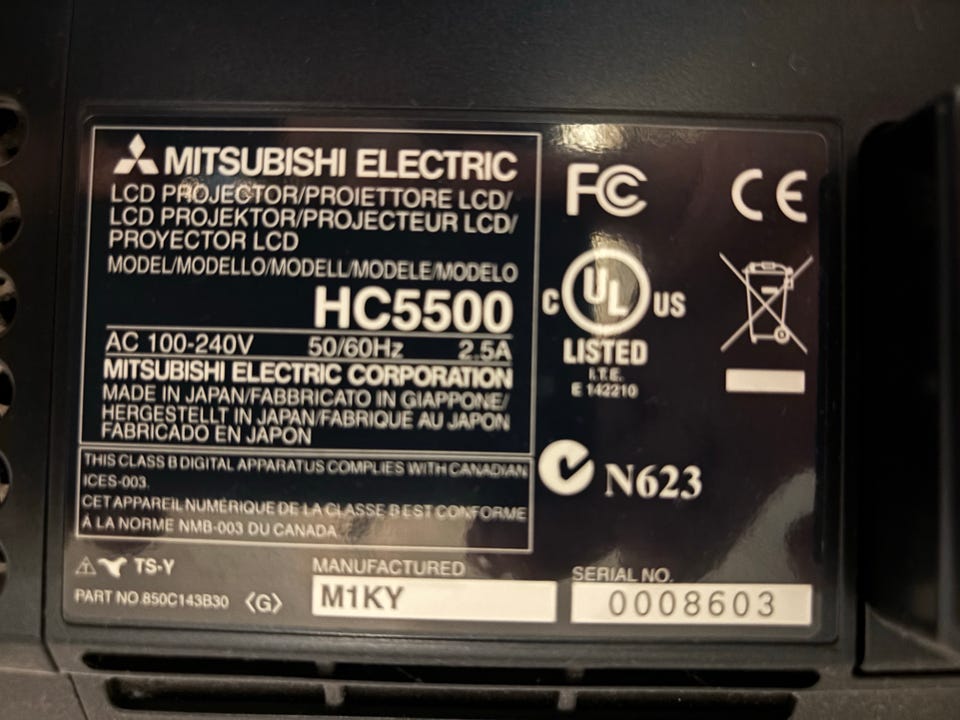 MITSUBISHI ELECTRIC
LCD PROJECTOR/PROIETTORE LCD/
LCD PROJEKTOR/PROJECTEUR LCD/
PROYECTOR LCD
MODEL/MODELLO/MODELL/MODELE/MODELO
HC5500
AC 100-240V 50/60Hz 2.5A
MITSUBISHI ELECTRIC CORPORATION
MADE IN JAPAN/FABBRICATO IN GIAPPONE/
HERGESTELLT IN JAPAN/FABRIQUÉ AU JAPON
FABRICADO EN JAPON
THIS CLASS B DIGITAL APPARATUS COMPLIES WITH CANADIAN
ICES-003.
CET APPAREIL NUMÉRIQUE DE LA CLASSE B EST CONFORME
À LA NORME NMB-003 DU CANADA
FC CE
C UL US
LISTED
I.T.E.
E 142210
N623
TS-Y
PART NO.850C143B30 〈G〉
MANUFACTURED
M1KY
SERIAL NO.
0008603